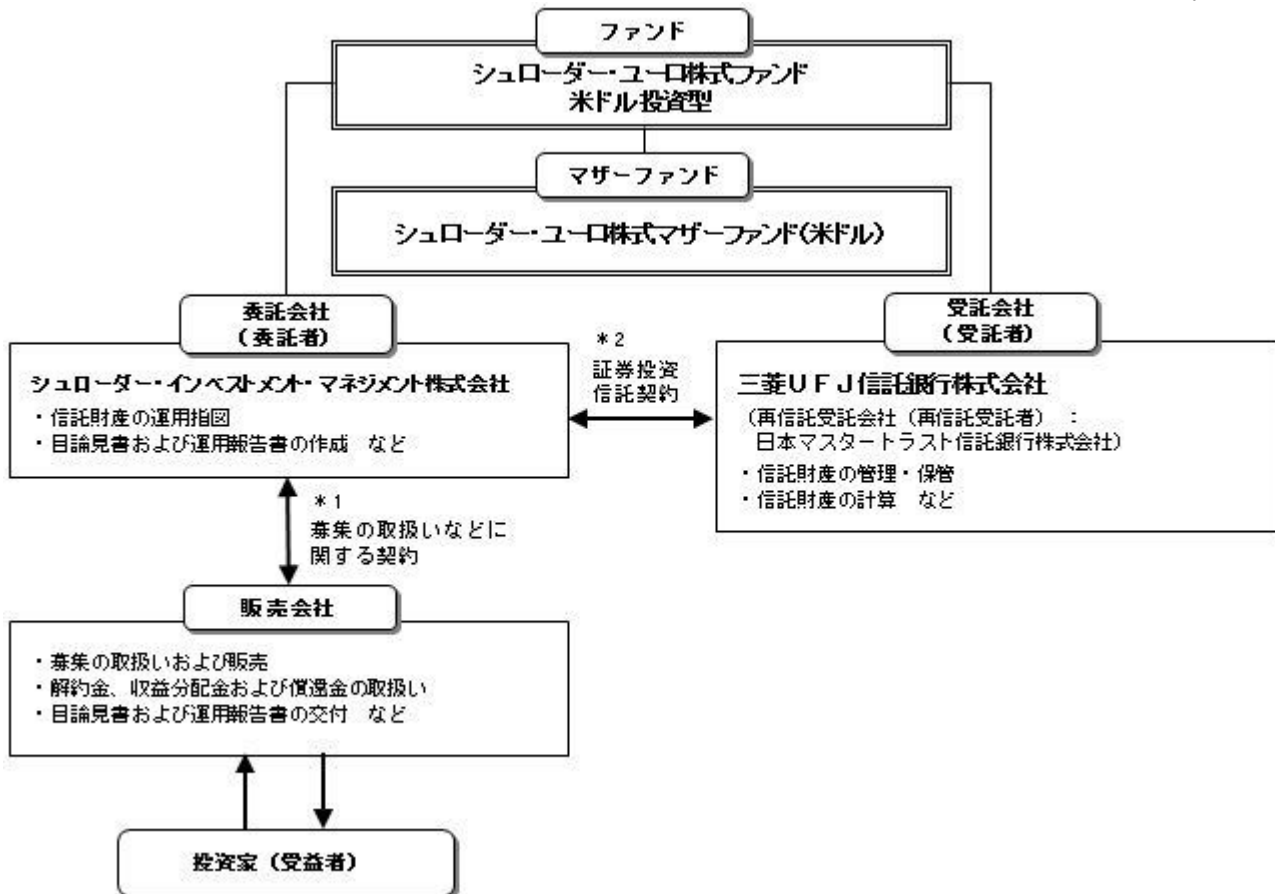 ファンド
シュローダー・ユーロ株式ファンド
米ドル投資型
マザーファンド
シュローダー・ユーロ株式マザーファンド(米ドル)
委託会社
(委託者)
シュローダー・インベストメント・マネジメント株式会社
・信託財産の運用指図
・目論見書および運用報告書の作成 など
*2
証券投資
信託契約
受託会社
(受託者)
三菱UFJ信託銀行株式会社
(再信託受託会社(再信託受託者) :
日本マスタートラスト信託銀行株式会社)
・信託財産の管理・保管
・信託財産の計算 など
*1
募集の取扱いなどに
関する契約
販売会社
・募集の取扱いおよび販売
・解約金、収益分配金および償還金の取扱い
・目論見書および運用報告書の交付 など
投資家(受益者)